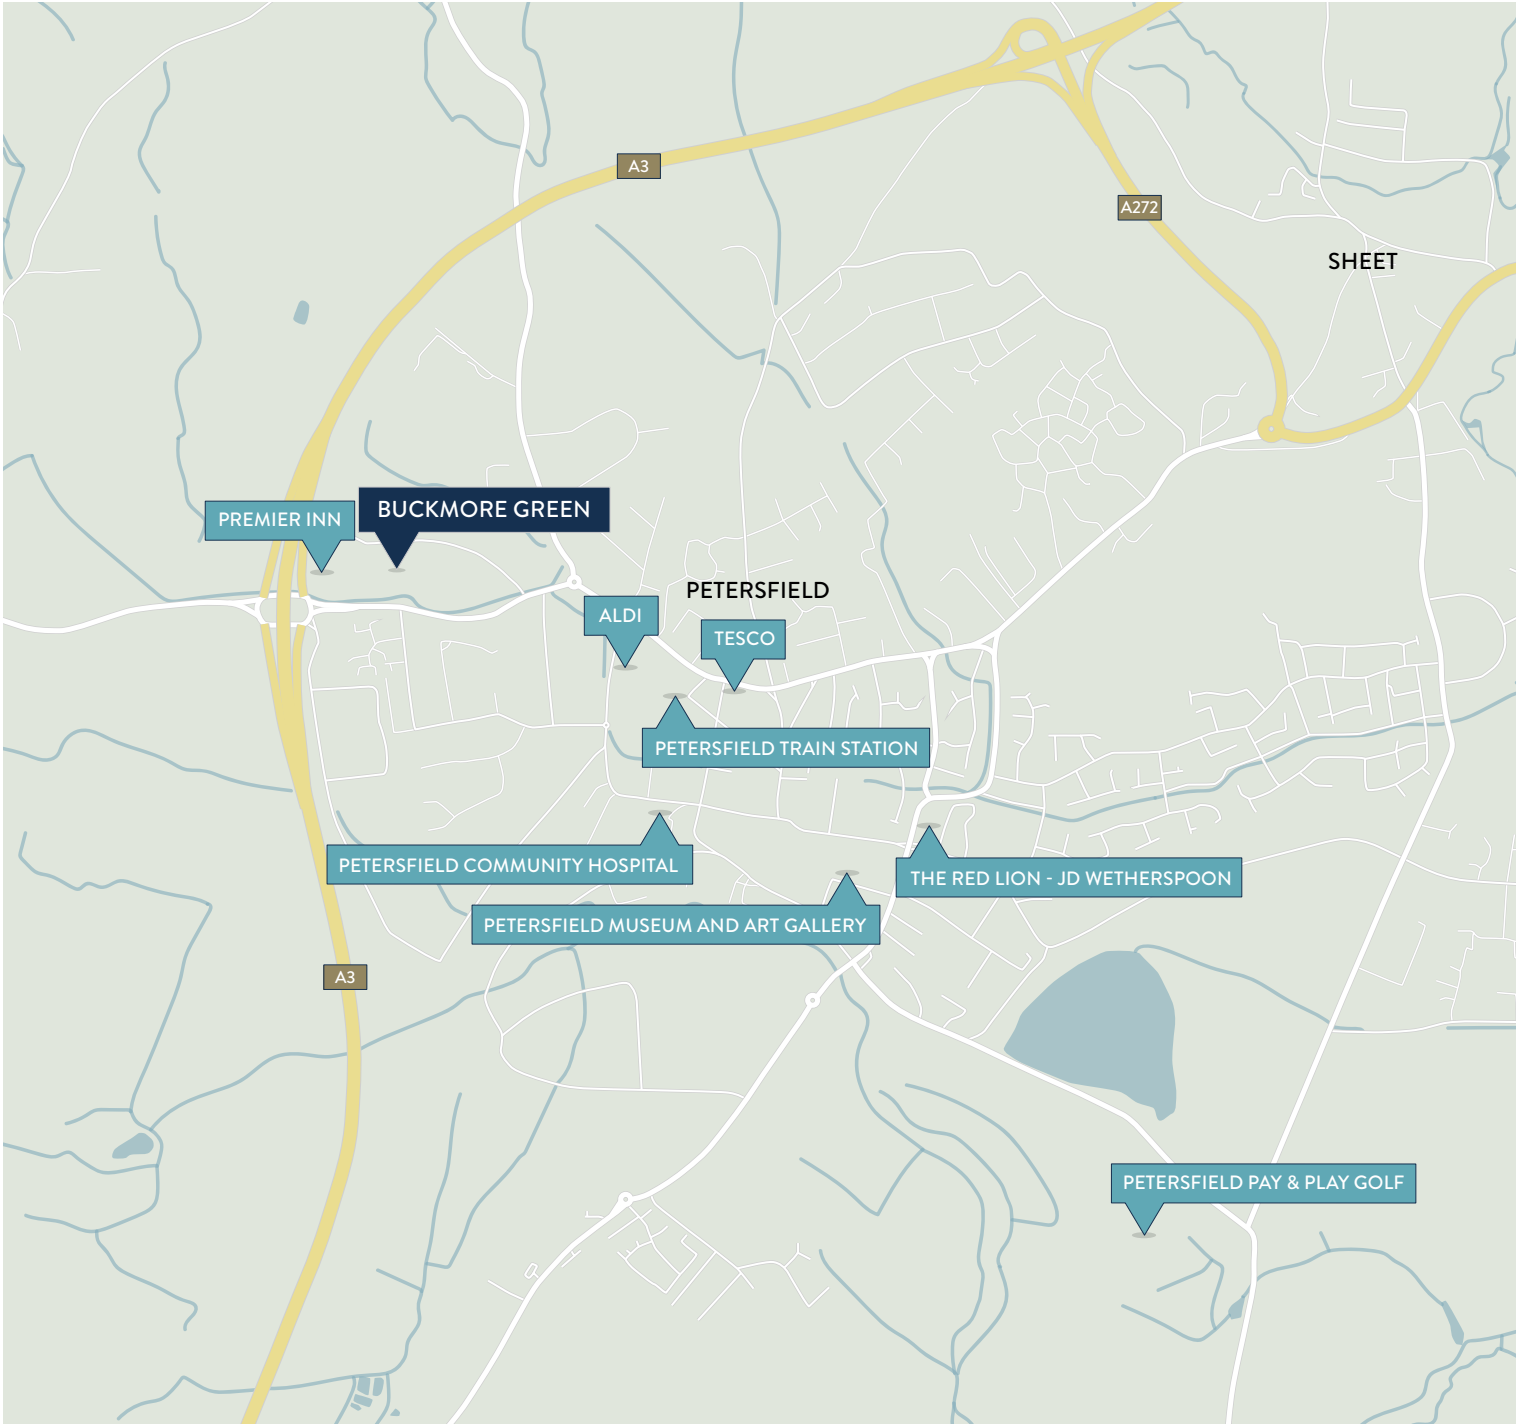 A3
A272
SHEET
PREMIER INN
BUCKMORE GREEN
PETERSFIELD
ALDI
TESCO
PETERSFIELD TRAIN STATION
PETERSFIELD COMMUNITY HOSPITAL
THE RED LION - JD WETHERSPOON
PETERSFIELD MUSEUM AND ART GALLERY
A3
PETERSFIELD PAY & PLAY GOLF